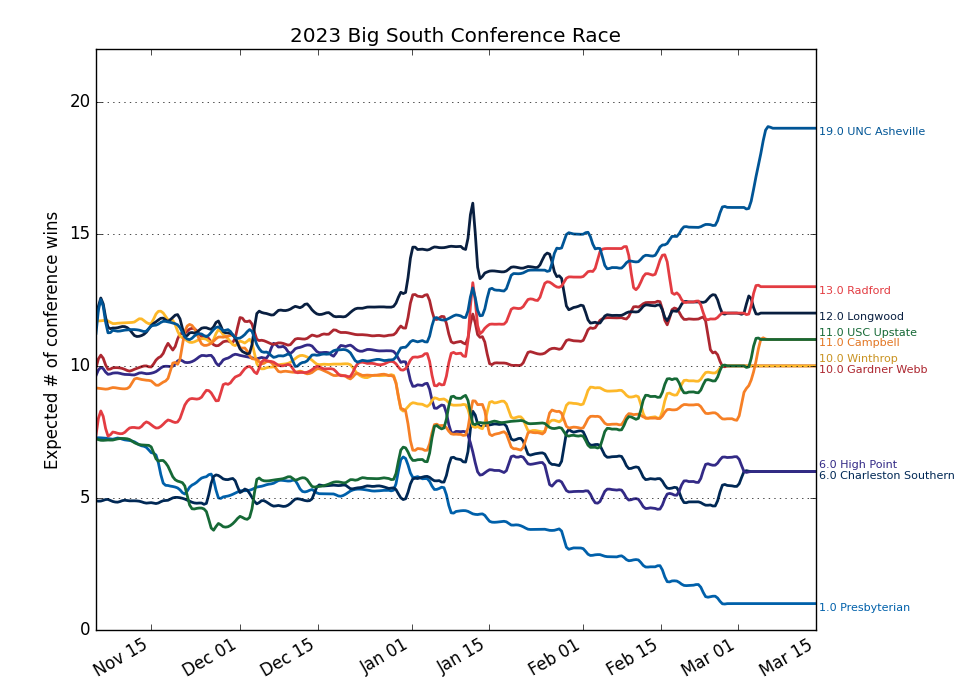 2023 Big South Conference Race
Expected # of conference wins
20
15
10
5
0
Nov 15
Dec 01
Dec 15
Jan 01
Jan 15
Feb 01
Feb 15
Mar 01
Mar 15
19.0 UNC Asheville
13.0 Radford
12.0 Longwood
11.0 USC Upstate
11.0 Campbell
10.0 Winthrop
10.0 Gardner Webb
6.0 High Point
6.0 Charleston Southern
1.0 Presbyterian